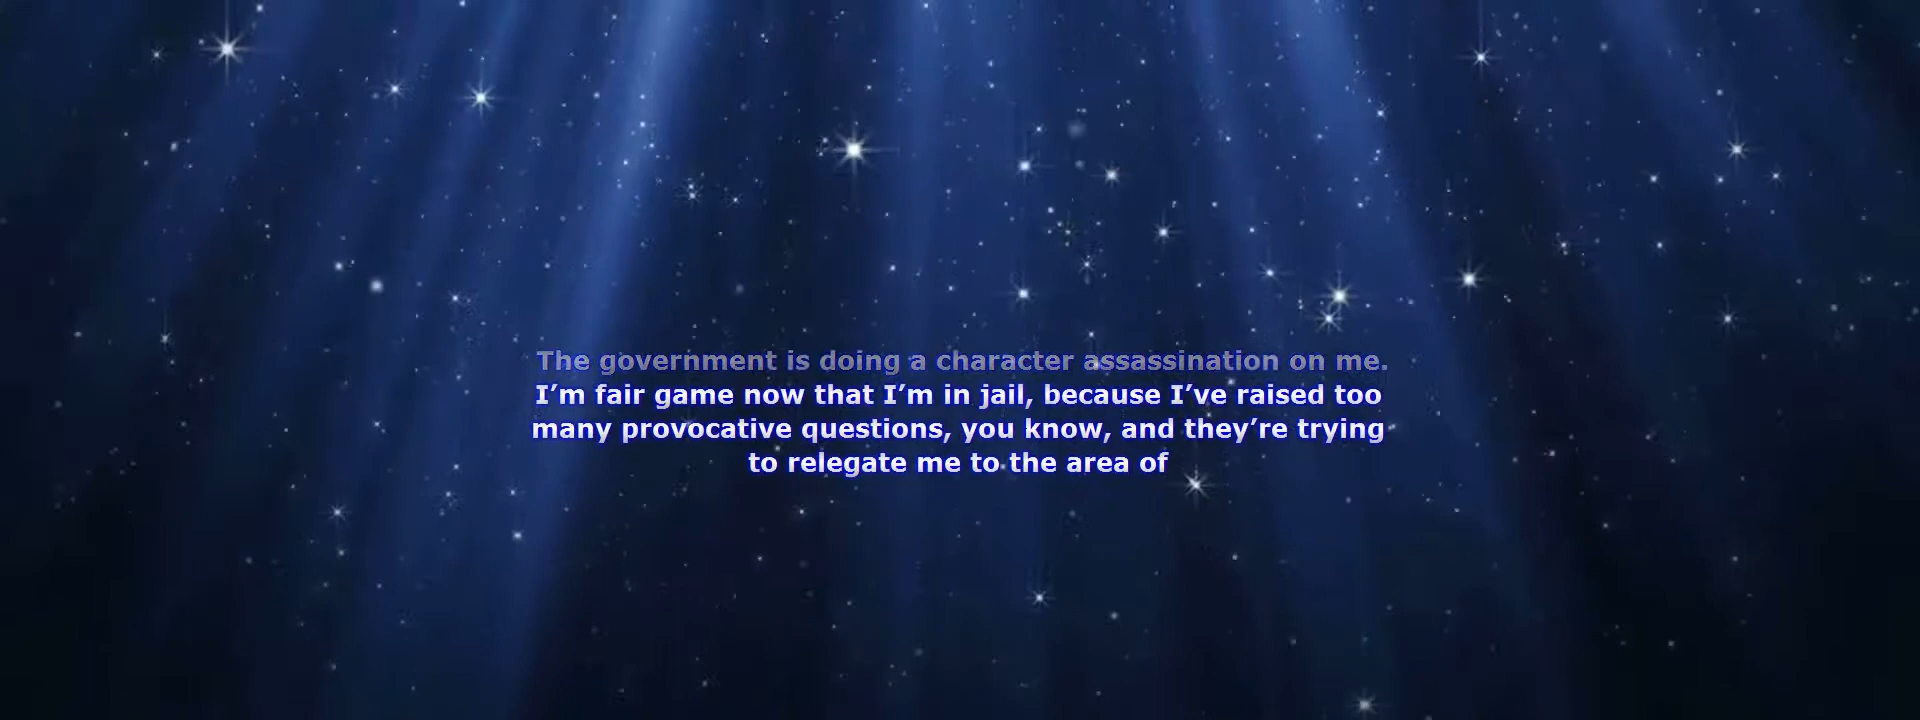 The government is doing a character assassination on me.
I’m fair game now that I’m in jail, because I’ve raised too
many provocative questions, you know, and they’re trying
to relegate me to the area of